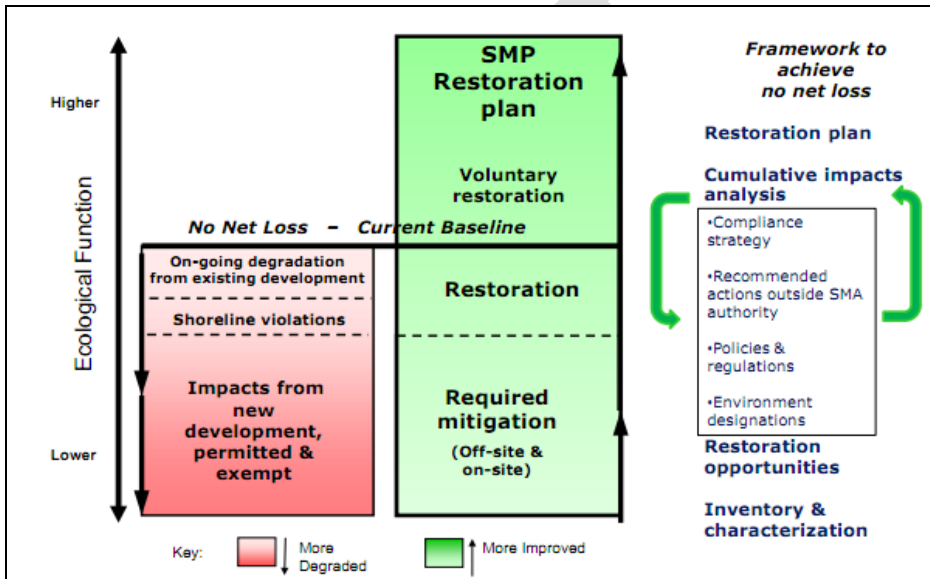 Ecological Function
Higher
Lower
SMP
Restoration
plan
Voluntary
restoration
No Net Loss – Current Baseline
On-going degradation
from existing development
Shoreline violations
Impacts from
new
development,
permitted &
exempt
Restoration
Required
mitigation
(Off-site &
on-site)
Key:
More
Degraded
More Improved
Framework to
achieve
no net loss
Restoration plan
Cumulative impacts
analysis
•Compliance
strategy
•Recommended
actions outside SMA
authority
•Policies &
regulations
•Environment
designations
Restoration
opportunities
Inventory &
characterization